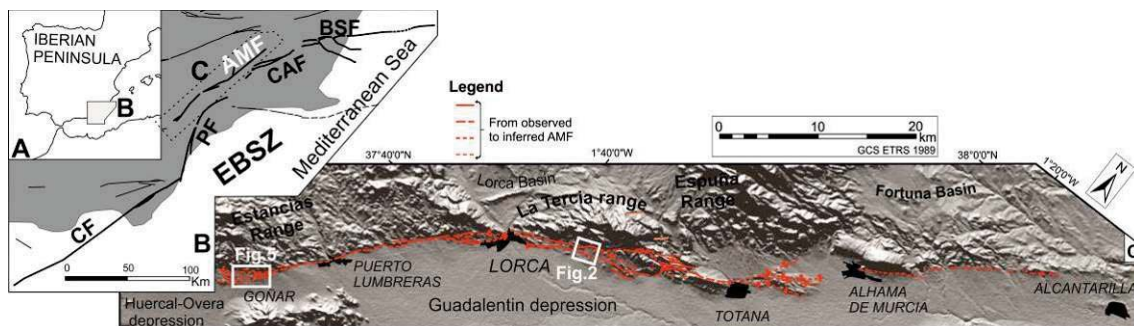 IBERIAN
PENINSULA
A
B
C
AMF
BSF
CAF
PF
EBSZ
CF
Mediterranean Sea
0 50 100
km
Legend
From observed
to inferred AMF
0 5 10 20
km
GCS ETRS 1989
37°40'0"N
1°40'0"W
38°0'0"N
1°20'0"W
N
B
C
Estancias
Range
Lorca Basin
La Tercia range
Espuña
Range
Fortuna Basin
Fig.5
GOÑAR
PUERTO
LUMBRERAS
LORCA
Fig.2
Huercal-Overa
depression
Guadalentin depression
TOTANA
ALHAMA
DE MURCIA
ALCANTARILLA